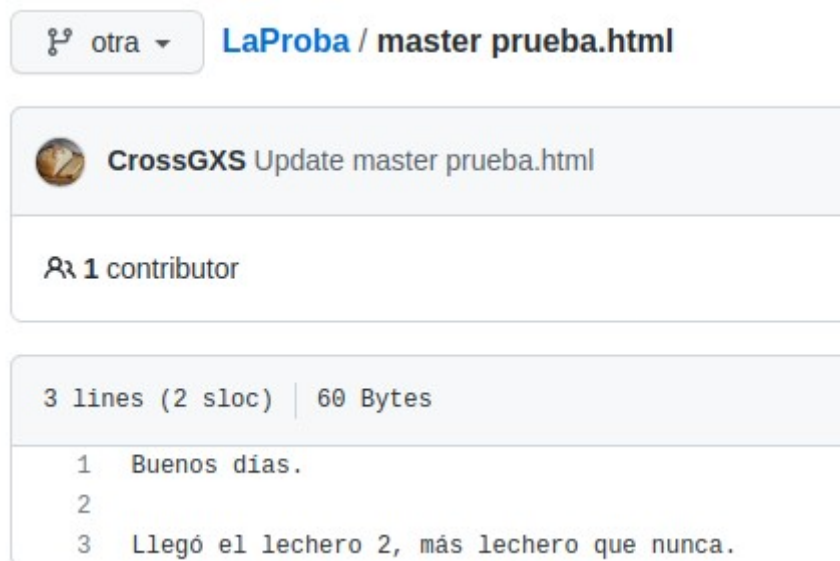 otra LaProba / master prueba.html
CrossGXS Update master prueba.html
1 contributor
3 lines (2 sloc) 60 Bytes
1 Buenos días.
2
3 Llegó el lechero 2, más lechero que nunca.